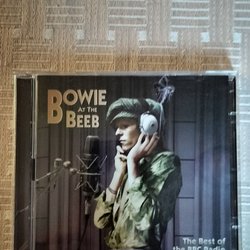 BOWIE
AT THE
BEEB
The Best of
the BBC Radio